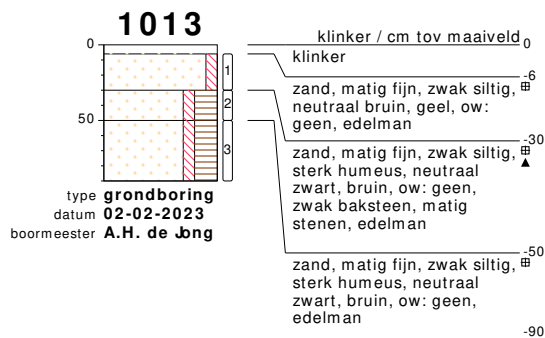 1013
0
50
1
2
3
type grondboring
datum 02-02-2023
boormeester A.H. de Jong
klinker / cm tov maaiveld 0
klinker
-6
zand, matig fijn, zwak siltig,
neutraal bruin, geel, ow:
geen, edelman
-30
zand, matig fijn, zwak siltig,
sterk humeus, neutraal
zwart, bruin, ow: geen,
zwak baksteen, matig
stenen, edelman
-50
zand, matig fijn, zwak siltig,
sterk humeus, neutraal
zwart, bruin, ow: geen,
edelman
-90